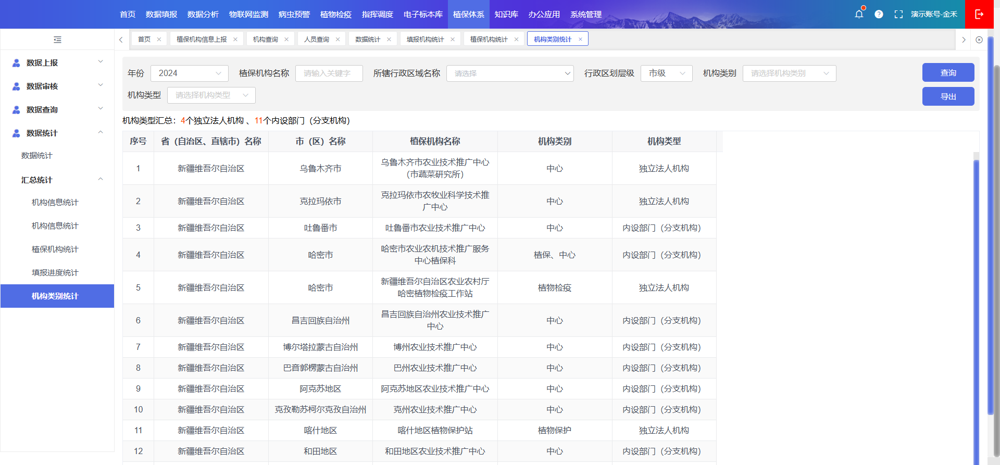 首页 数据填报 数据分析 物联网监测 病虫预警 植物检疫 指挥调度 电子标本库 植保体系 知识库 办公应用 系统管理 演示账号-金禾
首页 植保机构信息上报 机构查询 人员查询 数据统计 填报机构统计 植保机构统计 机构类别统计
数据上报
数据审核
数据查询
数据统计
数据统计
汇总统计
机构信息统计
机构信息统计
植保机构统计
填报进度统计
机构类别统计
年份 2024 植保机构名称 请输入关键字 所辖行政区域名称 请选择 行政区划层级 市级 机构类别 请选择机构类别 查询
机构类型 请选择机构类型 导出
机构类型汇总：4个独立法人机构 、11个内设部门（分支机构）
序号 省（自治区、直辖市）名称 市（区）名称 植保机构名称 机构类别 机构类型
1 新疆维吾尔自治区 乌鲁木齐市 乌鲁木齐市农业技术推广中心 中心 独立法人机构
（市蔬菜研究所）
2 新疆维吾尔自治区 克拉玛依市 克拉玛依市农牧业科学技术推 中心 独立法人机构
广中心
3 新疆维吾尔自治区 吐鲁番市 吐鲁番市农业技术推广中心 中心 内设部门（分支机构）
4 新疆维吾尔自治区 哈密市 哈密市农业农机技术推广服务 植保、中心 内设部门（分支机构）
中心植保科
5 新疆维吾尔自治区 哈密市 新疆维吾尔自治区农业农村厅 植物检疫 独立法人机构
哈密植物检疫工作站
6 新疆维吾尔自治区 昌吉回族自治州 昌吉回族自治州农业技术推广 中心 内设部门（分支机构）
中心
7 新疆维吾尔自治区 博尔塔拉蒙古自治州 博州农业技术推广中心 中心 内设部门（分支机构）
8 新疆维吾尔自治区 巴音郭楞蒙古自治州 巴州农业技术推广中心 中心 内设部门（分支机构）
9 新疆维吾尔自治区 阿克苏地区 阿克苏地区农业技术推广中心 中心 内设部门（分支机构）
10 新疆维吾尔自治区 克孜勒苏柯尔克孜自治州 克州农业技术推广中心 中心 内设部门（分支机构）
11 新疆维吾尔自治区 喀什地区 喀什地区植物保护站 植物保护 独立法人机构
12 新疆维吾尔自治区 和田地区 和田地区农业技术推广中心 中心 内设部门（分支机构）